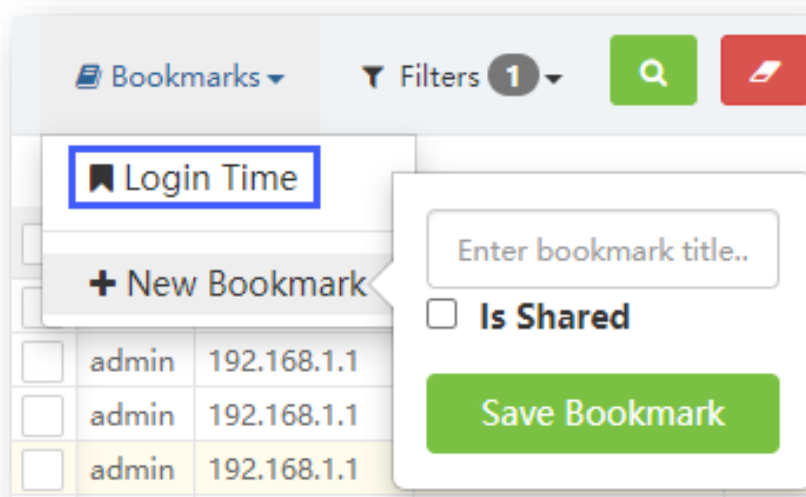 Bookmarks
Filters 1
Login Time
New Bookmark
Enter bookmark title..
Is Shared
Save Bookmark
admin 192.168.1.1
admin 192.168.1.1
admin 192.168.1.1